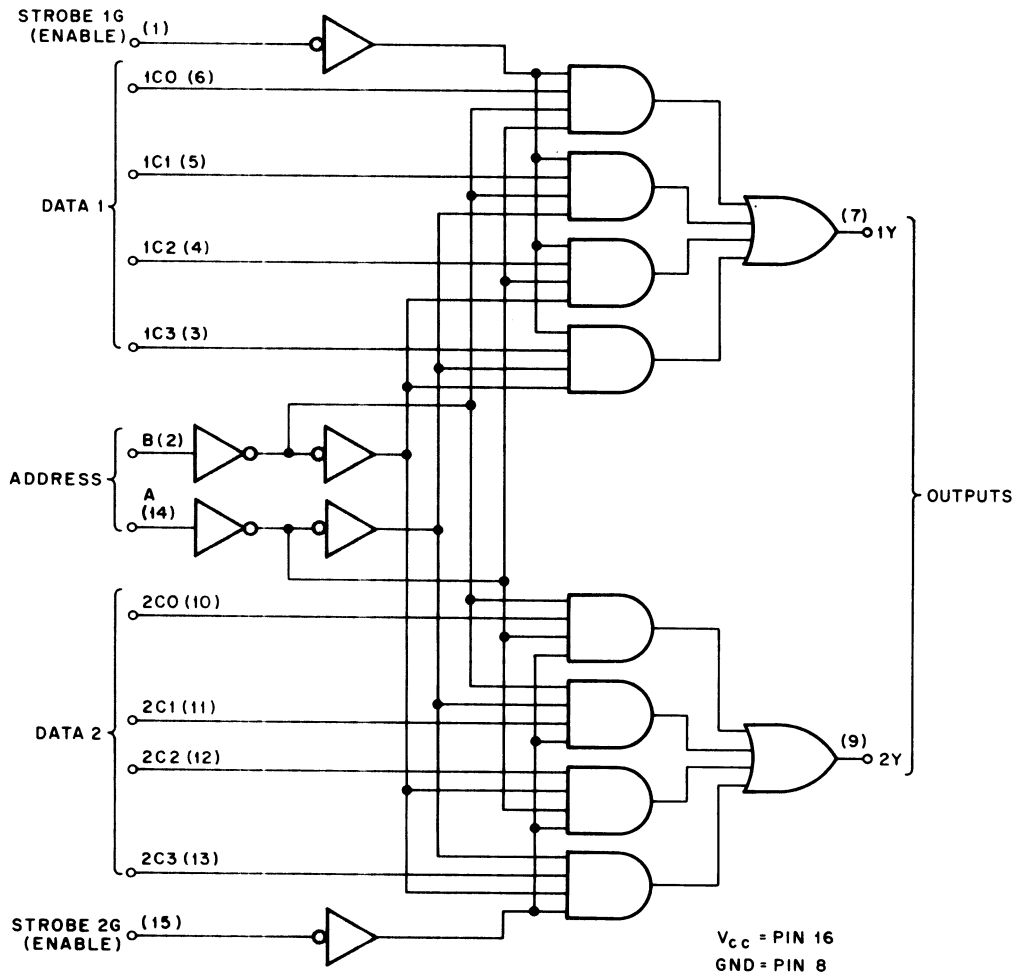 STROBE 1G
(ENABLE)
(1)
1C0 (6)
1C1 (5)
DATA 1
1C2 (4)
1C3 (3)
(7)
1Y
B(2)
ADDRESS
A
(14)
OUTPUTS
2C0 (10)
2C1 (11)
DATA 2
2C2 (12)
(9)
2Y
2C3 (13)
STROBE 2G
(ENABLE)
(15)
VCC = PIN 16
GND = PIN 8